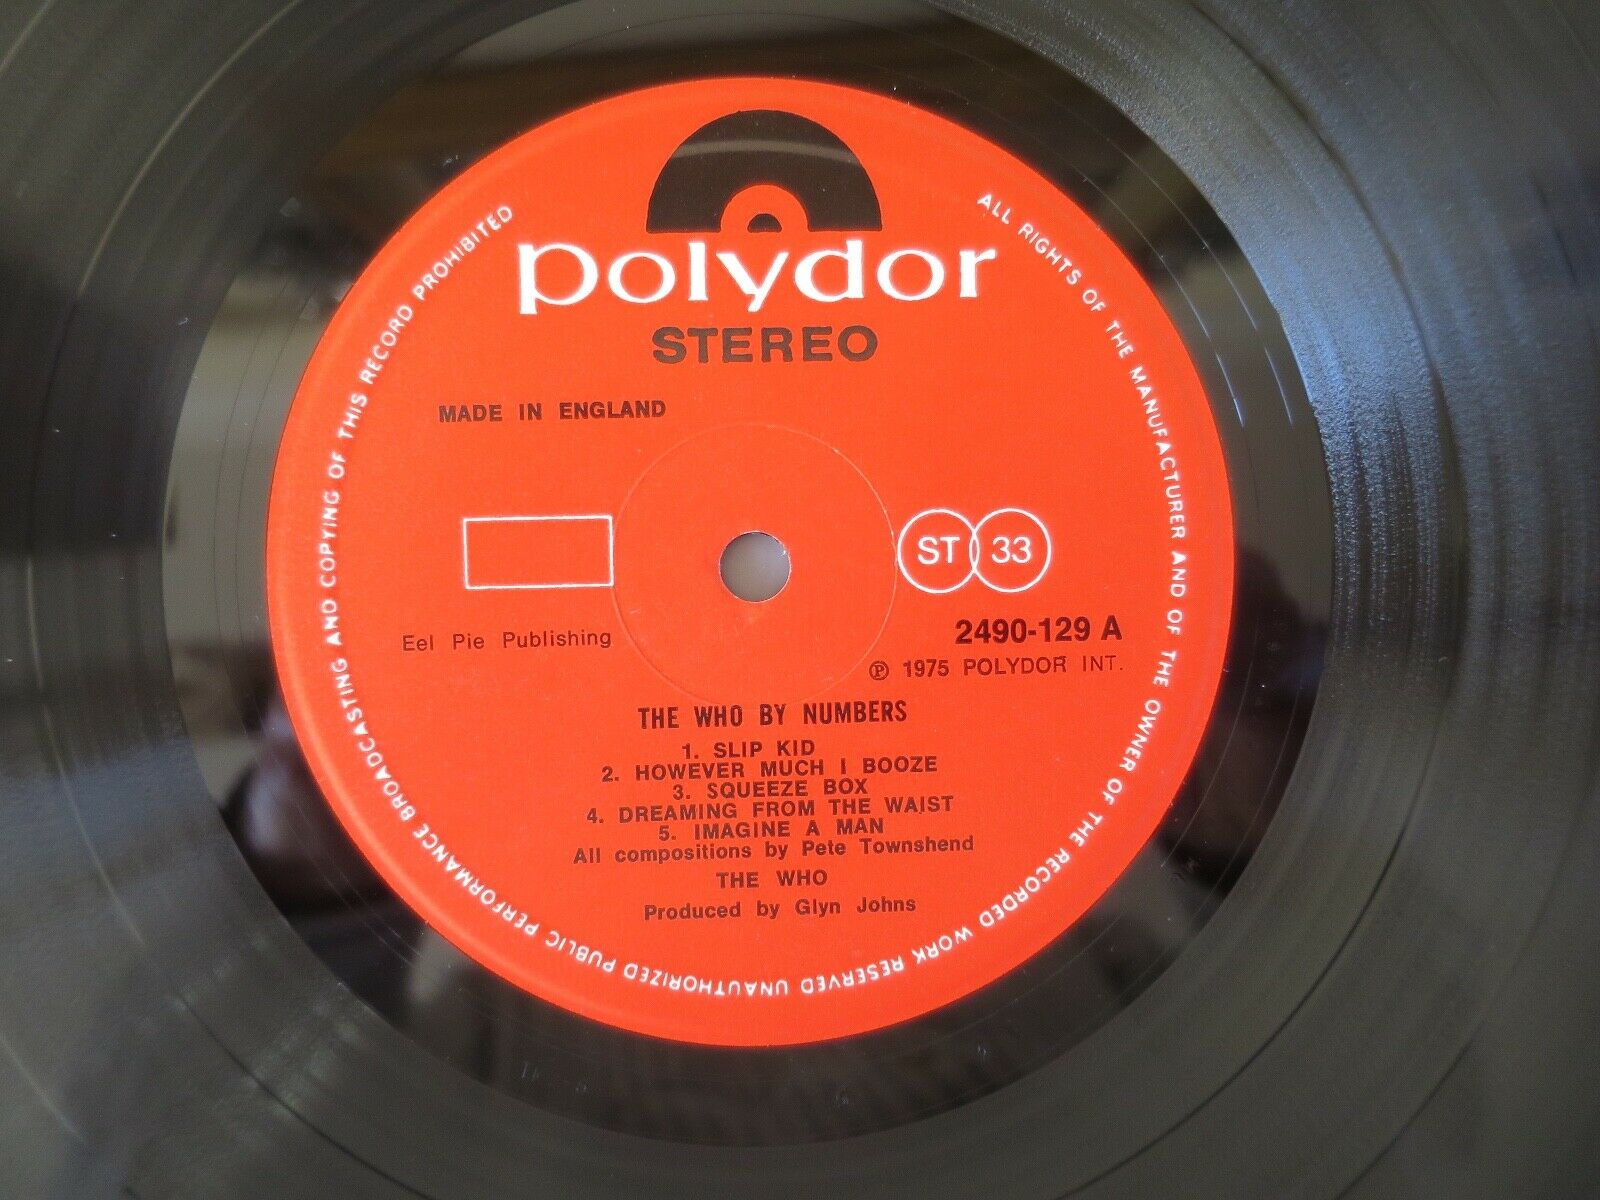 polydor
STEREO
MADE IN ENGLAND
ST 33
2490-129 A
Eel Pie Publishing
℗ 1975 POLYDOR INT.
THE WHO BY NUMBERS
1. SLIP KID
2. HOWEVER MUCH I BOOZE
3. SQUEEZE BOX
4. DREAMING FROM THE WAIST
5. IMAGINE A MAN
All compositions by Pete Townshend
THE WHO
Produced by Glyn Johns
ALL RIGHTS OF THE MANUFACTURER AND OF THE OWNER OF THE RECORDED WORK RESERVED UNAUTHORIZED PUBLIC PERFORMANCE BROADCASTING AND COPYING OF THIS RECORD PROHIBITED